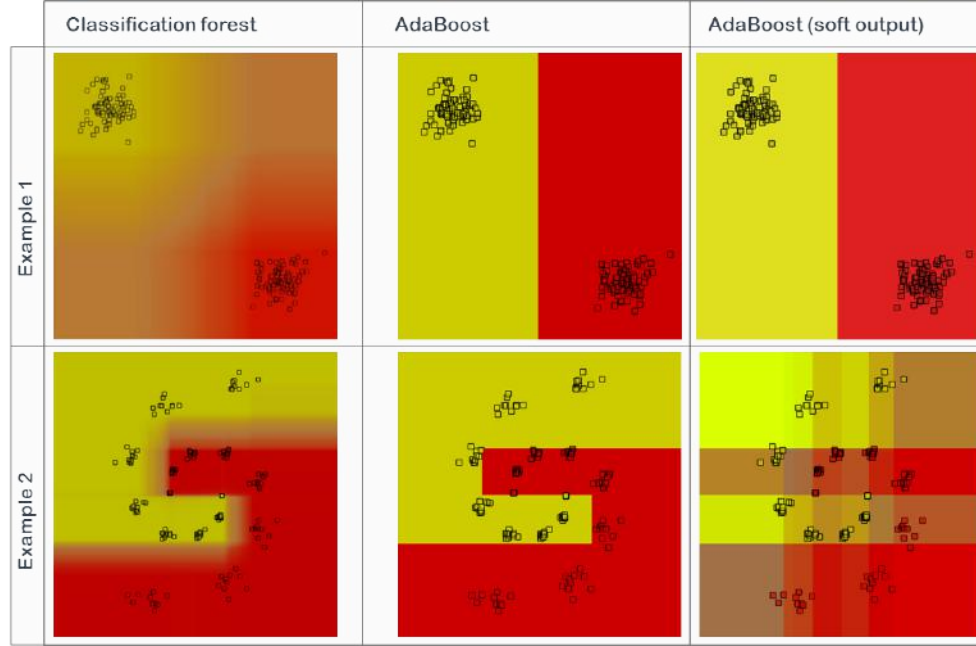 Classification forest
AdaBoost
AdaBoost (soft output)
Example 1
Example 2